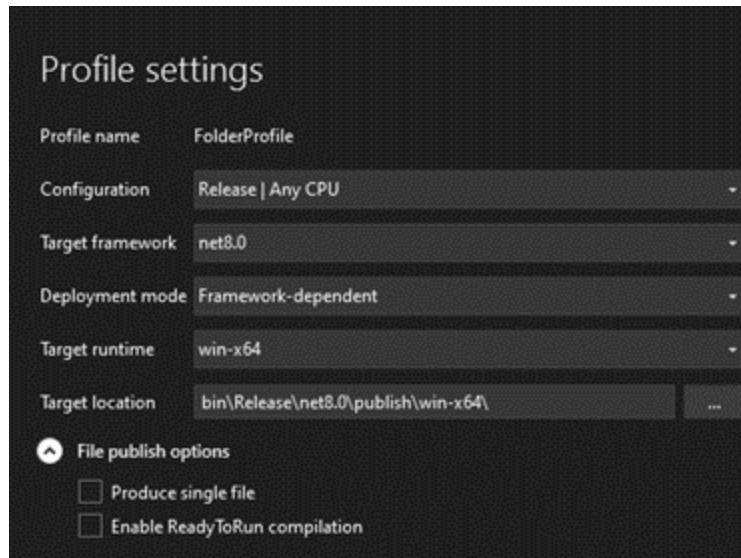 Profile settings
Profile name FolderProfile
Configuration Release | Any CPU
Target framework net8.0
Deployment mode Framework-dependent
Target runtime win-x64
Target location bin\Release\net8.0\publish\win-x64\ ...
File publish options
Produce single file
Enable ReadyToRun compilation